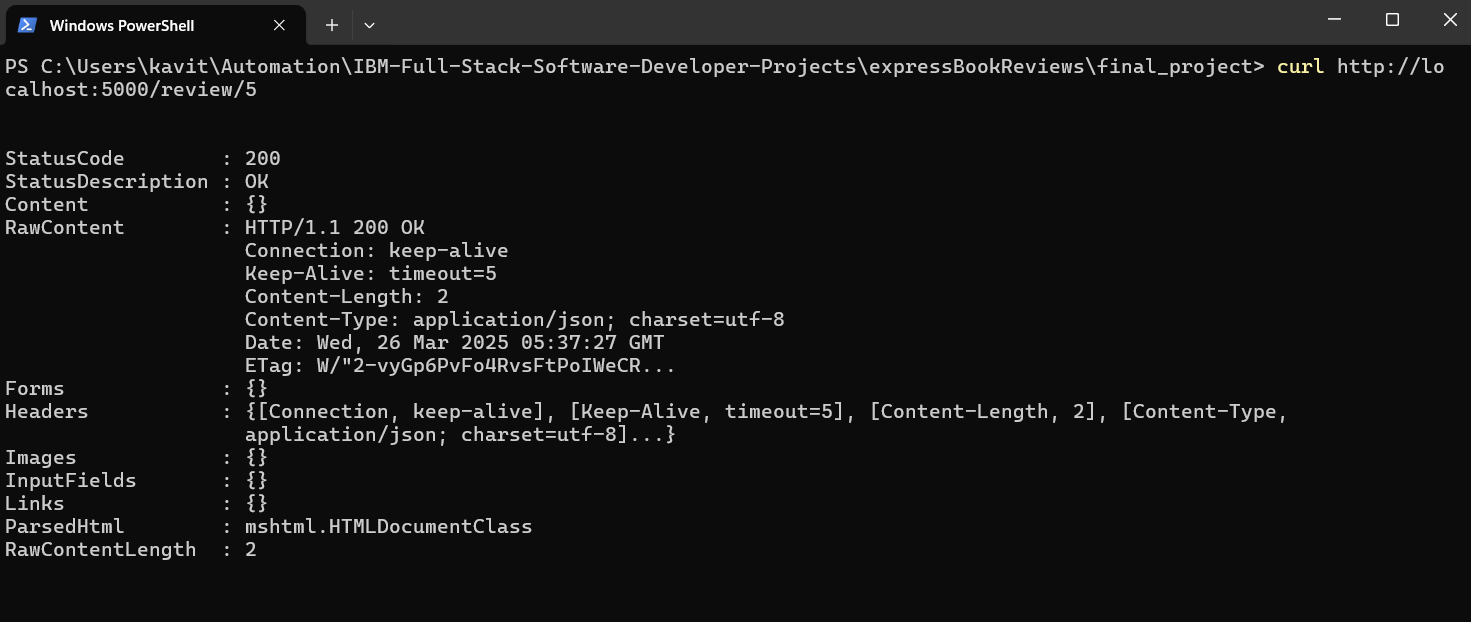 Windows PowerShell
PS C:\Users\kavit\Automation\IBM-Full-Stack-Software-Developer-Projects\expressBookReviews\final_project> curl http://lo
calhost:5000/review/5
StatusCode        : 200
StatusDescription : OK
Content           : {}
RawContent        : HTTP/1.1 200 OK
                    Connection: keep-alive
                    Keep-Alive: timeout=5
                    Content-Length: 2
                    Content-Type: application/json; charset=utf-8
                    Date: Wed, 26 Mar 2025 05:37:27 GMT
                    ETag: W/"2-vyGp6PvFo4RvsFtPoIWeCR...
Forms             : {}
Headers           : {[Connection, keep-alive], [Keep-Alive, timeout=5], [Content-Length, 2], [Content-Type,
                    application/json; charset=utf-8]...}
Images            : {}
InputFields       : {}
Links             : {}
ParsedHtml        : mshtml.HTMLDocumentClass
RawContentLength  : 2